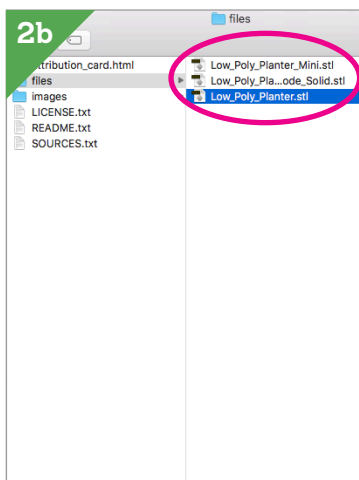 2b
files
ttribution_card.html
files
images
LICENSE.txt
README.txt
SOURCES.txt
Low_Poly_Planter_Mini.stl
Low_Poly_Pla...ode_Solid.stl
Low_Poly_Planter.stl